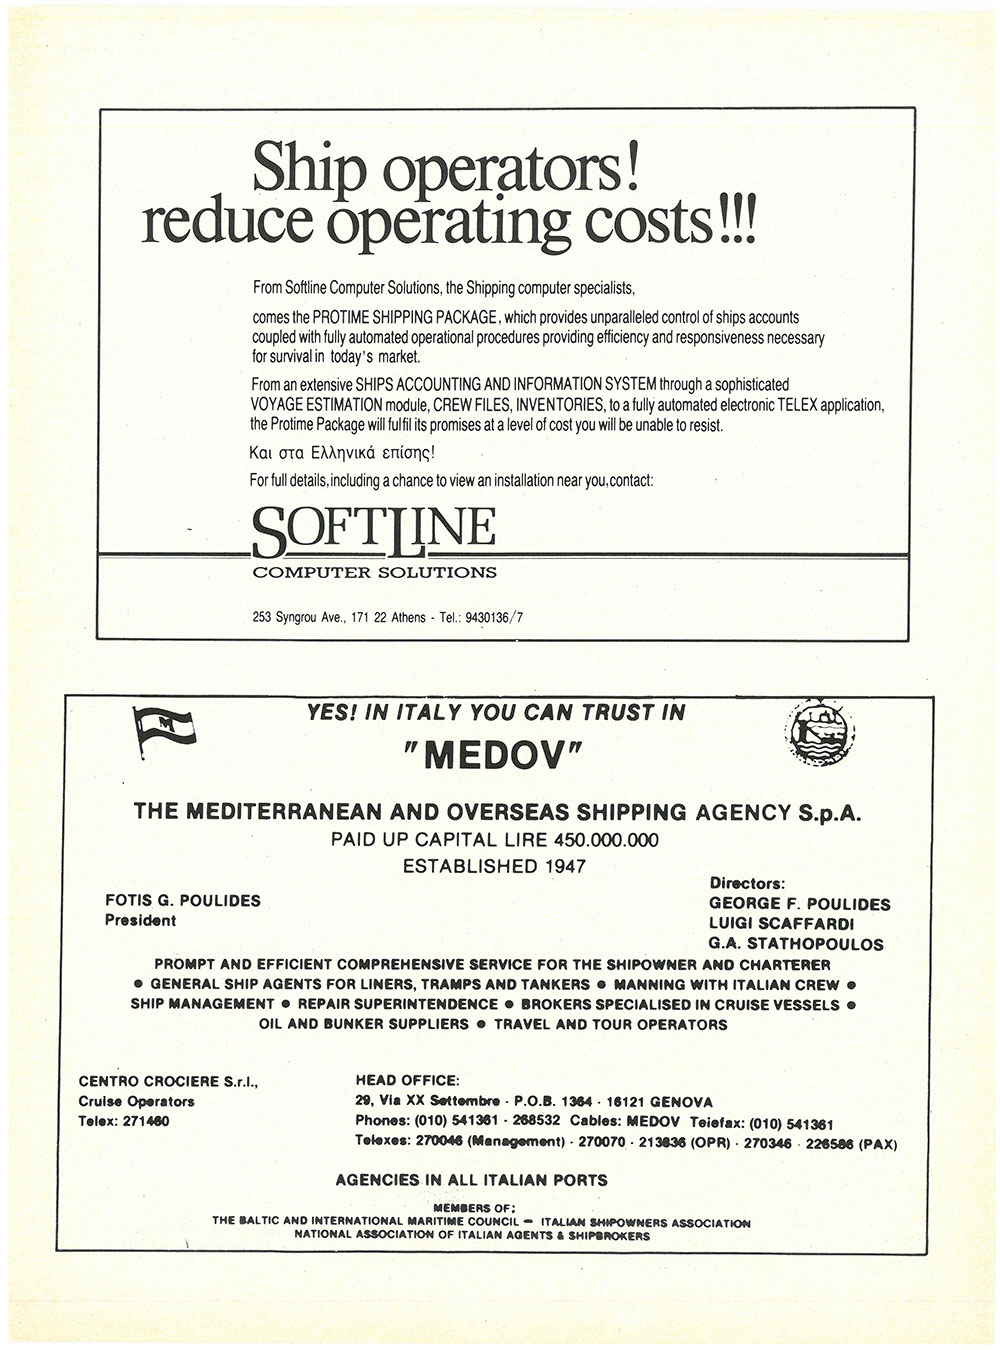 Ship operators!
reduce operating costs!!!
From Softline Computer Solutions, the Shipping computer specialists,
comes the PROTIME SHIPPING PACKAGE, which provides unparalleled control of ships accounts
coupled with fully automated operational procedures providing efficiency and responsiveness necessary
for survival in today's market.
From an extensive SHIPS ACCOUNTING AND INFORMATION SYSTEM through a sophisticated
VOYAGE ESTIMATION module, CREW FILES, INVENTORIES, to a fully automated electronic TELEX application,
the Protime Package will fulfil its promises at a level of cost you will be unable to resist.
Και στα Ελληνικά επίσης!
For full details, including a chance to view an installation near you, contact:
SOFTLINE
COMPUTER SOLUTIONS
253 Syngrou Ave., 171 22 Athens - Tel.: 9430136/7
M
YES! IN ITALY YOU CAN TRUST IN
"MEDOV"
THE MEDITERRANEAN AND OVERSEAS SHIPPING AGENCY S.p.A.
PAID UP CAPITAL LIRE 450.000.000
ESTABLISHED 1947
FOTIS G. POULIDES
President
Directors:
GEORGE F. POULIDES
LUIGI SCAFFARDI
G.A. STATHOPOULOS
PROMPT AND EFFICIENT COMPREHENSIVE SERVICE FOR THE SHIPOWNER AND CHARTERER
● GENERAL SHIP AGENTS FOR LINERS, TRAMPS AND TANKERS ● MANNING WITH ITALIAN CREW ●
SHIP MANAGEMENT ● REPAIR SUPERINTENDENCE ● BROKERS SPECIALISED IN CRUISE VESSELS ●
OIL AND BUNKER SUPPLIERS ● TRAVEL AND TOUR OPERATORS
CENTRO CROCIERE S.r.l.,
Cruise Operators
Telex: 271460
HEAD OFFICE:
29, Via XX Settembre - P.O.B. 1364 - 16121 GENOVA
Phones: (010) 541361 - 268532 Cables: MEDOV Telefax: (010) 541361
Telexes: 270046 (Management) - 270070 - 213836 (OPR) - 270346 - 226586 (PAX)
AGENCIES IN ALL ITALIAN PORTS
MEMBERS OF:
THE BALTIC AND INTERNATIONAL MARITIME COUNCIL — ITALIAN SHIPOWNERS ASSOCIATION
NATIONAL ASSOCIATION OF ITALIAN AGENTS & SHIPBROKERS